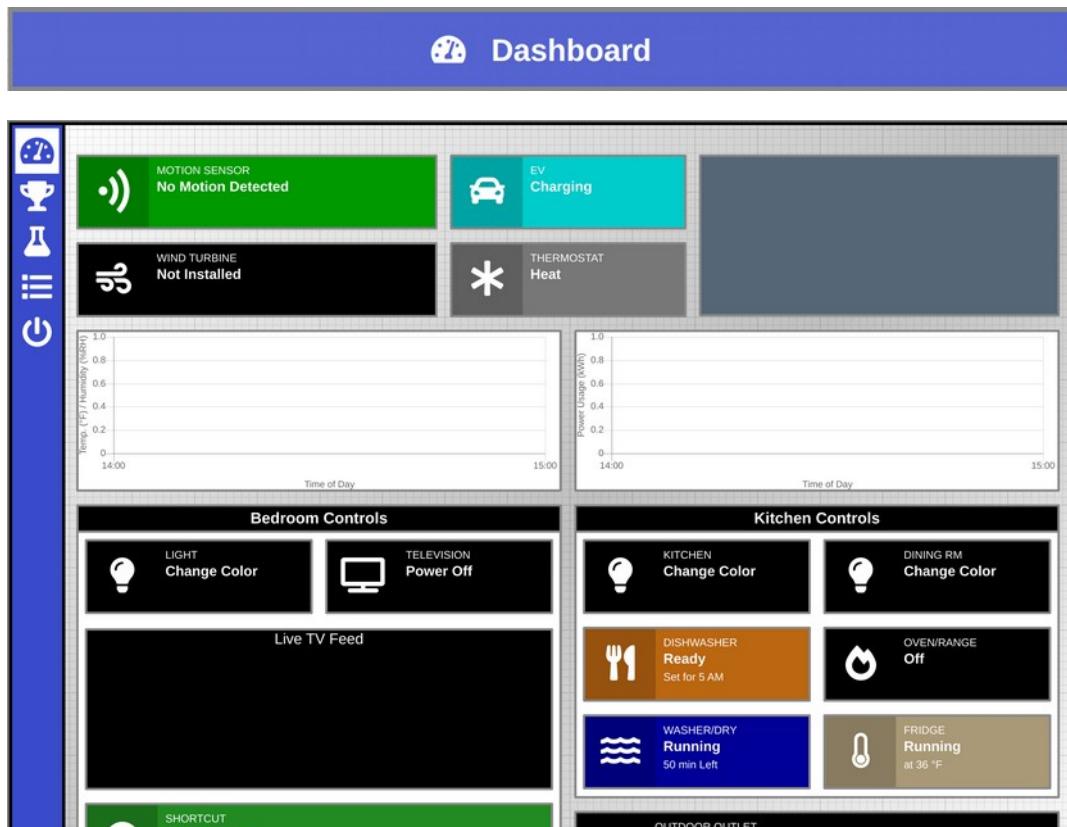 Dashboard
MOTION SENSOR
No Motion Detected
EV
Charging
WIND TURBINE
Not Installed
THERMOSTAT
Heat
Temp. (°F) / Humidity (%RH)
1.0
0.8
0.6
0.4
0.2
0
14:00
15:00
Time of Day
Power Usage (kWh)
1.0
0.8
0.6
0.4
0.2
0
14:00
15:00
Time of Day
Bedroom Controls
LIGHT
Change Color
TELEVISION
Power Off
Live TV Feed
SHORTCUT
Kitchen Controls
KITCHEN
Change Color
DINING RM
Change Color
DISHWASHER
Ready
Set for 5 AM
OVEN/RANGE
Off
WASHER/DRY
Running
50 min Left
FRIDGE
Running
at 36 °F
OUTDOOR OUTLET